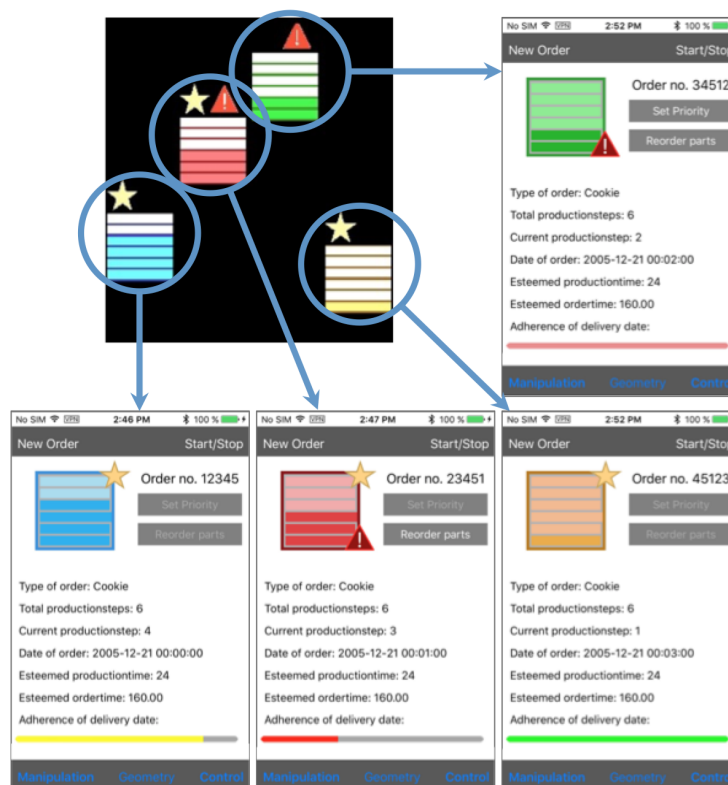 No SIM VPN 2:52 PM 100 %
New Order Start/Stop
Order no. 34512
Set Priority
Reorder parts
Type of order: Cookie
Total productionsteps: 6
Current productionstep: 2
Date of order: 2005-12-21 00:02:00
Esteemed productiontime: 24
Esteemed ordertime: 160.00
Adherence of delivery date:
Manipulation Geometry Control
No SIM VPN 2:46 PM 100 %
New Order Start/Stop
Order no. 12345
Set Priority
Reorder parts
Type of order: Cookie
Total productionsteps: 6
Current productionstep: 4
Date of order: 2005-12-21 00:00:00
Esteemed productiontime: 24
Esteemed ordertime: 160.00
Adherence of delivery date:
Manipulation Geometry Control
No SIM VPN 2:47 PM 100 %
New Order Start/Stop
Order no. 23451
Set Priority
Reorder parts
Type of order: Cookie
Total productionsteps: 6
Current productionstep: 3
Date of order: 2005-12-21 00:01:00
Esteemed productiontime: 24
Esteemed ordertime: 160.00
Adherence of delivery date:
Manipulation Geometry Control
No SIM VPN 2:52 PM 100 %
New Order Start/Stop
Order no. 45123
Set Priority
Reorder parts
Type of order: Cookie
Total productionsteps: 6
Current productionstep: 1
Date of order: 2005-12-21 00:03:00
Esteemed productiontime: 24
Esteemed ordertime: 160.00
Adherence of delivery date:
Manipulation Geometry Control